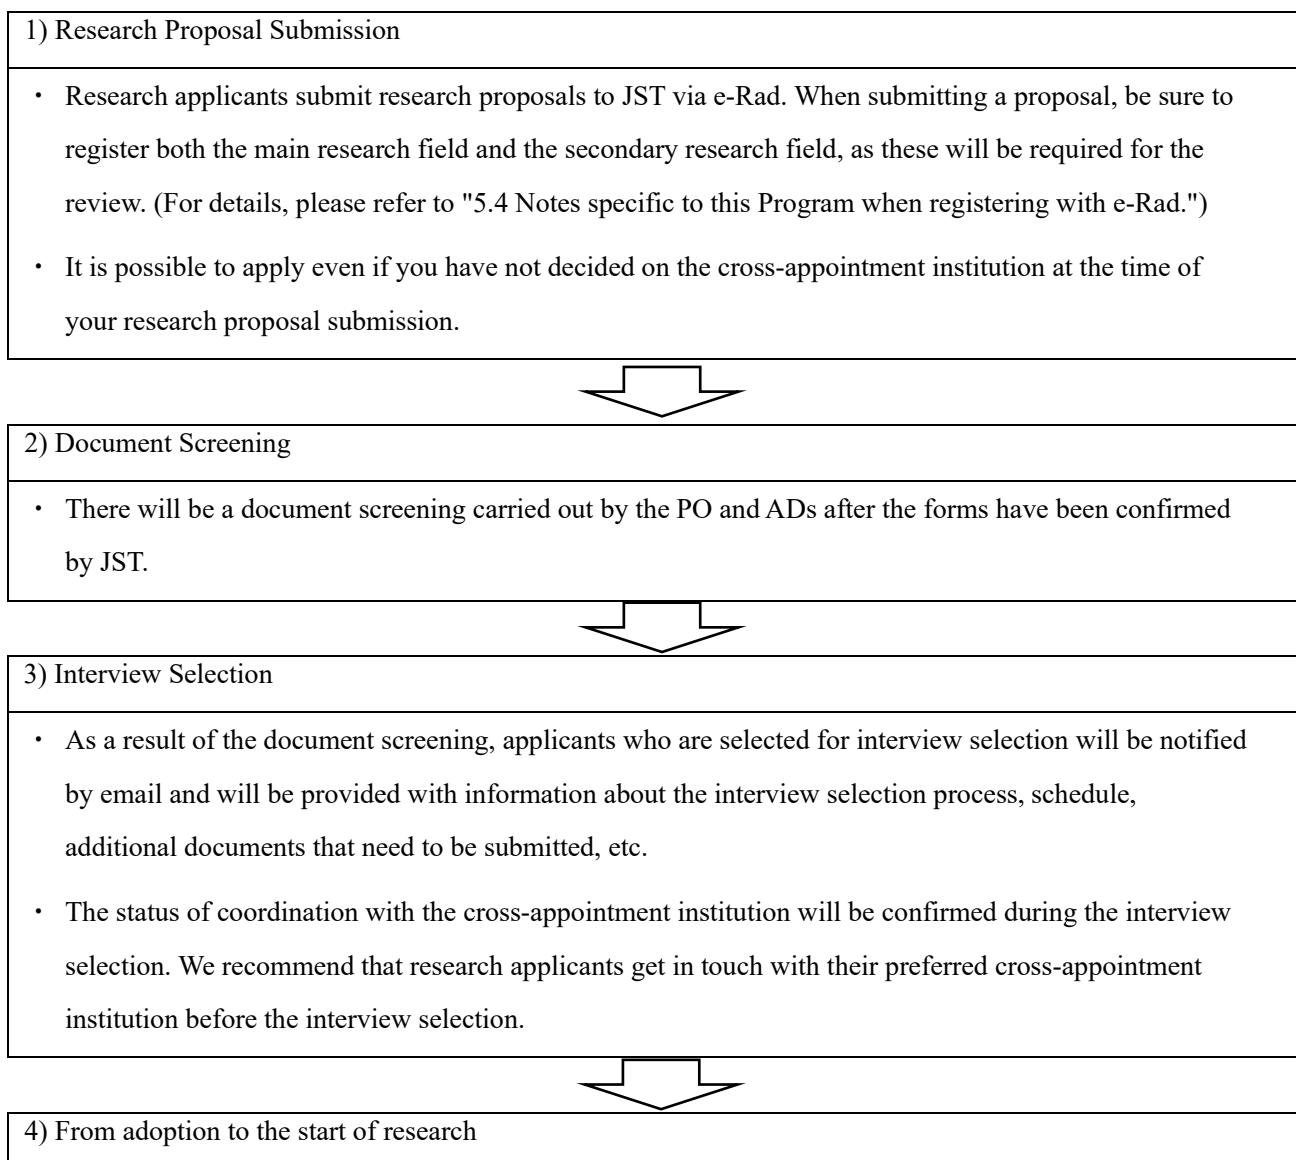 1) Research Proposal Submission
・ Research applicants submit research proposals to JST via e-Rad. When submitting a proposal, be sure to
register both the main research field and the secondary research field, as these will be required for the
review. (For details, please refer to "5.4 Notes specific to this Program when registering with e-Rad.")
・ It is possible to apply even if you have not decided on the cross-appointment institution at the time of
your research proposal submission.
2) Document Screening
・ There will be a document screening carried out by the PO and ADs after the forms have been confirmed
by JST.
3) Interview Selection
・ As a result of the document screening, applicants who are selected for interview selection will be notified
by email and will be provided with information about the interview selection process, schedule,
additional documents that need to be submitted, etc.
・ The status of coordination with the cross-appointment institution will be confirmed during the interview
selection. We recommend that research applicants get in touch with their preferred cross-appointment
institution before the interview selection.
4) From adoption to the start of research